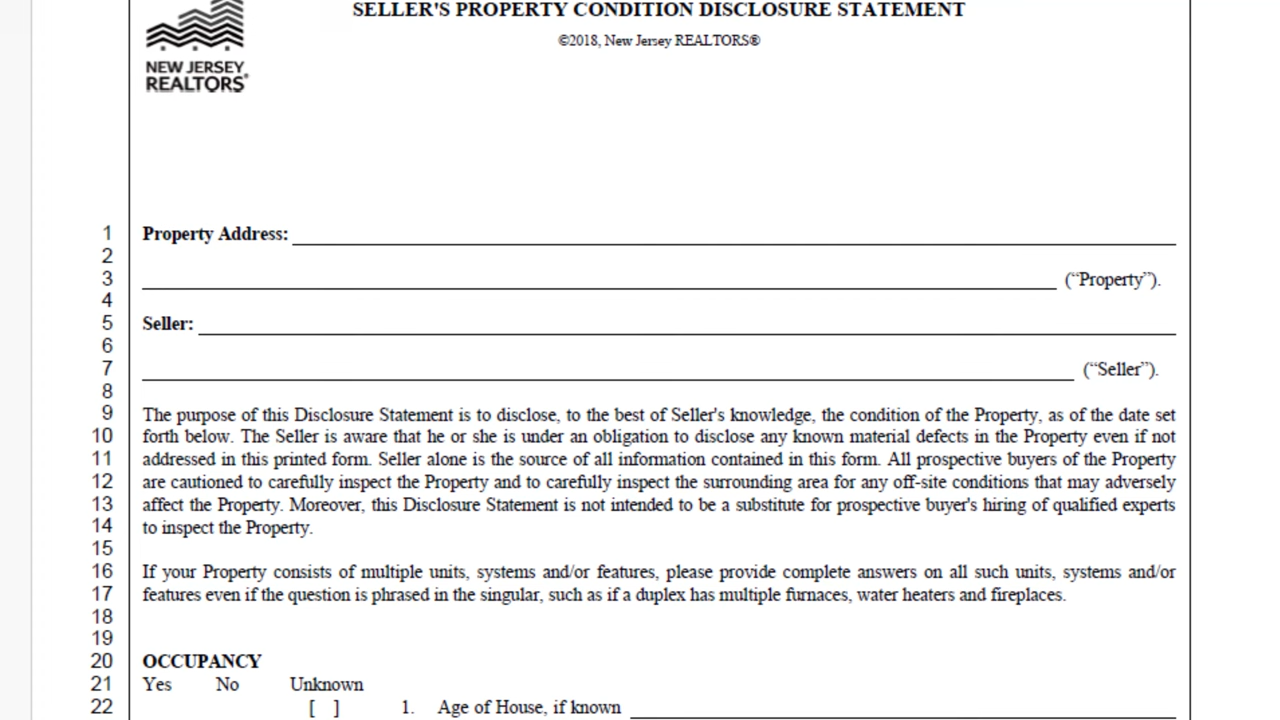 SELLER'S PROPERTY CONDITION DISCLOSURE STATEMENT
©2018, New Jersey REALTORS®
NEW JERSEY
REALTORS®
1 Property Address:
2
3 (“Property”).
4
5 Seller:
6
7 (“Seller”).
8
9 The purpose of this Disclosure Statement is to disclose, to the best of Seller's knowledge, the condition of the Property, as of the date set
10 forth below. The Seller is aware that he or she is under an obligation to disclose any known material defects in the Property even if not
11 addressed in this printed form. Seller alone is the source of all information contained in this form. All prospective buyers of the Property
12 are cautioned to carefully inspect the Property and to carefully inspect the surrounding area for any off-site conditions that may adversely
13 affect the Property. Moreover, this Disclosure Statement is not intended to be a substitute for prospective buyer's hiring of qualified experts
14 to inspect the Property.
15
16 If your Property consists of multiple units, systems and/or features, please provide complete answers on all such units, systems and/or
17 features even if the question is phrased in the singular, such as if a duplex has multiple furnaces, water heaters and fireplaces.
18
19
20 OCCUPANCY
21 Yes No Unknown
22 [ ] 1. Age of House, if known